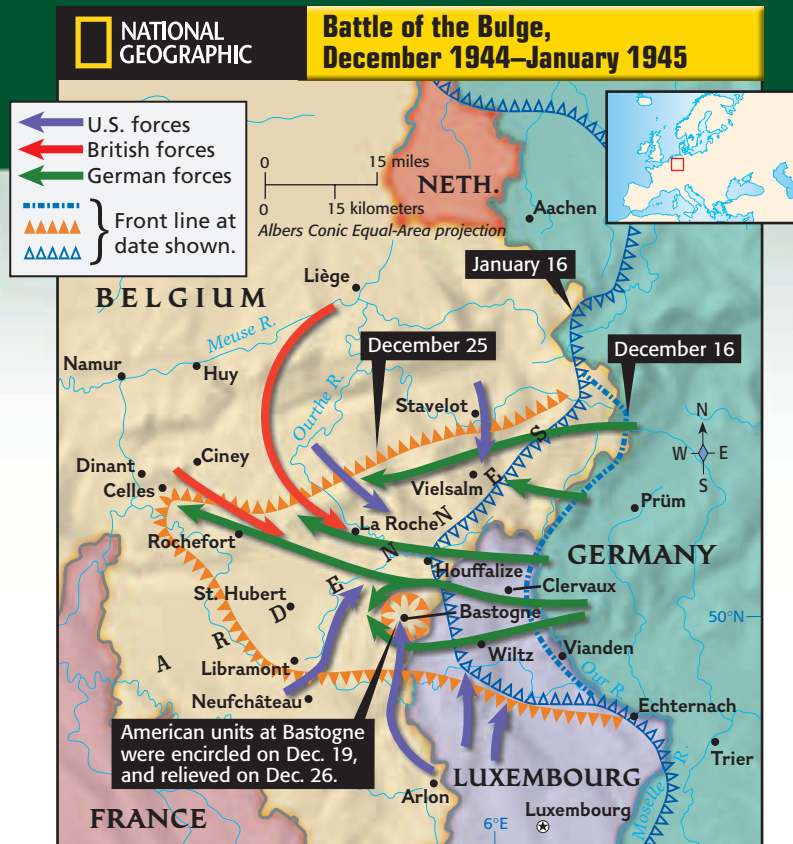 NATIONAL
GEOGRAPHIC
Battle of the Bulge,
December 1944–January 1945
U.S. forces
British forces
German forces
Front line at
date shown.
0 15 miles
0 15 kilometers
Albers Conic Equal-Area projection
NETH.
Aachen
January 16
Liège
BELGIUM
Meuse R.
December 25
December 16
Namur
Huy
Ourthe R.
Stavelot
N
W E
S
Ciney
Dinant
Celles
Vielsalm
Prüm
La Roche
Rochefort
ARDENNES
GERMANY
Houffalize
Clervaux
St. Hubert
Bastogne
50°N
Wiltz
Vianden
Libramont
Our R.
Neufchâteau
Echternach
American units at Bastogne
were encircled on Dec. 19,
and relieved on Dec. 26.
Trier
LUXEMBOURG
Arlon
Moselle R.
FRANCE
Luxembourg
6°E